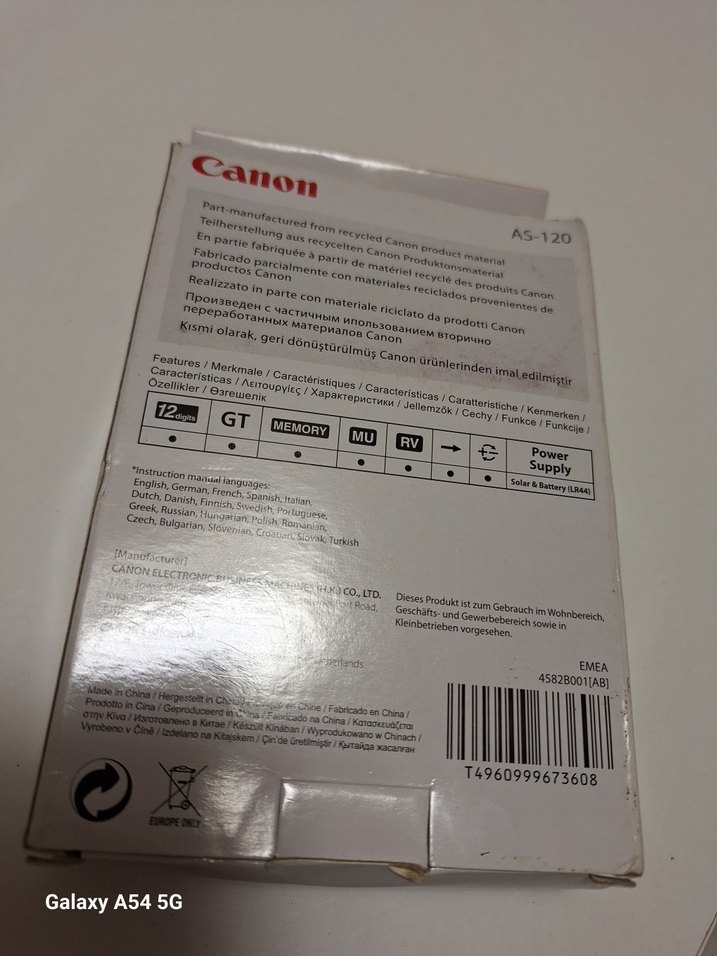 Canon
AS-120
Part-manufactured from recycled Canon product material
Teilherstellung aus recycelten Canon Produktonsmaterial
En partie fabriquée à partir de matériel recyclé des produits Canon
Fabricado parcialmente con materiales reciclados provenientes de
productos Canon
Realizzato in parte con materiale riciclato da prodotti Canon
Произведен с частичным ипользованием вторично
переработанных материалов Canon
Kısmi olarak, geri dönüştürülmüş Canon ürünlerinden imal edilmiştir
Features / Merkmale / Caractéristiques / Características / Caratteristiche / Kenmerken /
Características / Λειτουργίες / Характеристики / Jellemzők / Cechy / Funkce / Funkcije /
Özellikler / Өзгешелік
12 digits GT MEMORY MU RV → Power
Supply
Solar & Battery (LR44)
*Instruction manual languages:
English, German, French, Spanish, Italian,
Dutch, Danish, Finnish, Swedish, Portuguese,
Greek, Russian, Hungarian, Polish, Romanian,
Czech, Bulgarian, Slovenian, Croatian, Slovak, Turkish
[Manufacturer]
CANON ELECTRONIC BUSINESS MACHINES (H.K.) CO., LTD.
17/F, Tower
Road,
Netherlands
Dieses Produkt ist zum Gebrauch im Wohnbereich,
Geschäfts- und Gewerbebereich sowie in
Kleinbetrieben vorgesehen.
EMEA
4582B001[AB]
Made in China / Hergestellt in China / en Chine / Fabricado en China /
Prodotto in Cina / Geproduceerd in China / Fabricado na China / Κατασκευάζεται
στην Κίνα / Изготовлено в Китае / Készült Kínában / Wyprodukowano w Chinach /
Vyrobeno v Číně / Izdelano na Kitajskem / Çin'de üretilmiştir / Қытайда жасалған
T4960999673608
EUROPE ONLY
Galaxy A54 5G